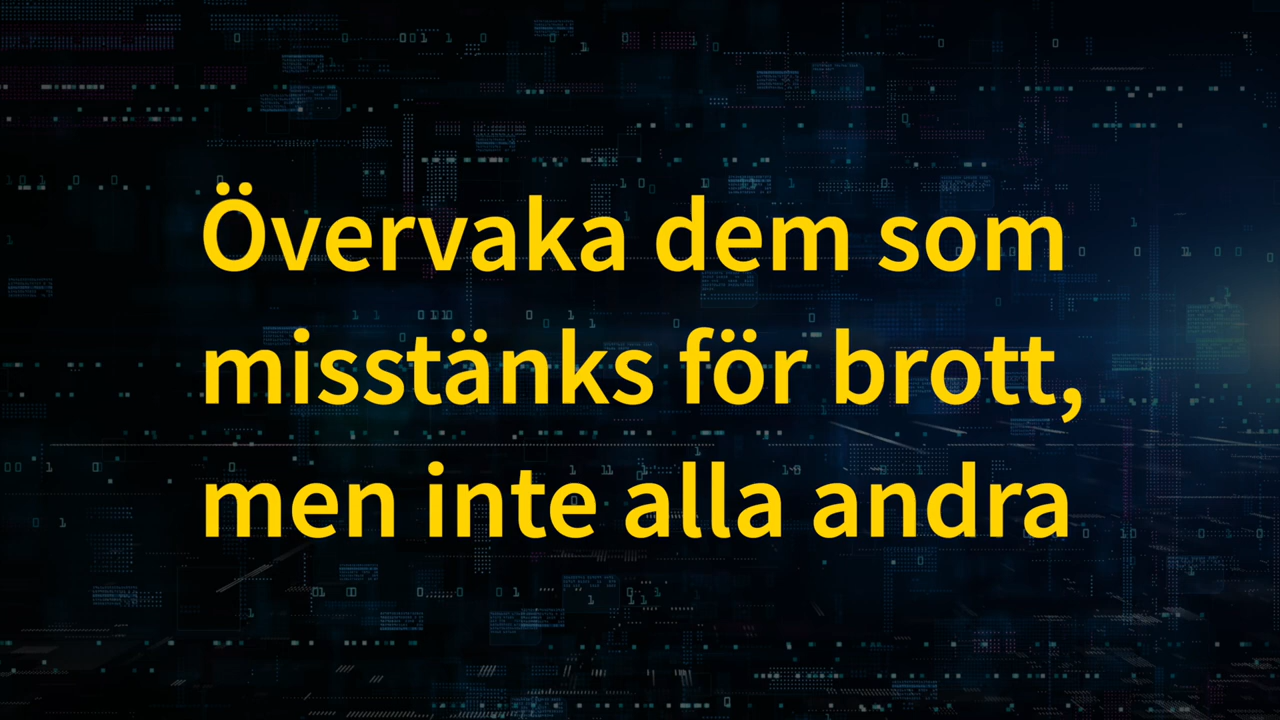 Övervaka dem som
misstänks för brott,
men inte alla andra